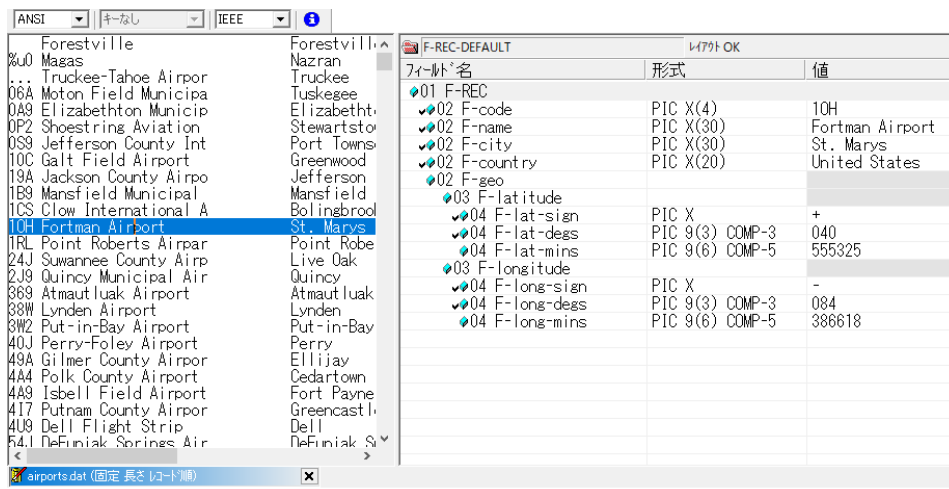 ANSI キーなし IEEE
Forestville Forestvill
%u0 Magas Nazran
... Truckee-Tahoe Airpor Truckee
06A Moton Field Municipa Tuskegee
0A9 Elizabethton Municip Elizabetht
0P2 Shoestring Aviation Stewartsto
0S9 Jefferson County Int Port Towns
10C Galt Field Airport Greenwood
19A Jackson County Airpo Jefferson
1B9 Mansfield Municipal Mansfield
1CS Clow International A Bolingbroo
10H Fortman Airport St. Marys
1RL Point Roberts Airpar Point Robe
24J Suwannee County Airp Live Oak
2J9 Quincy Municipal Air Quincy
369 Atmautluak Airport Atmautluak
38W Lynden Airport Lynden
3W2 Put-in-Bay Airport Put-in-Bay
40J Perry-Foley Airport Perry
49A Gilmer County Airpor Ellijay
4A4 Polk County Airport Cedartown
4A9 Isbell Field Airport Fort Payne
4I7 Putnam County Airpor Greencastl
4U9 Dell Flight Strip Dell
54J DeFuniak Springs Air DeFuniak S
airports.dat (固定 長さ レコード順)
F-REC-DEFAULT レイアウト OK
フィールド名 形式 値
01 F-REC
02 F-code PIC X(4) 10H
02 F-name PIC X(30) Fortman Airport
02 F-city PIC X(30) St. Marys
02 F-country PIC X(20) United States
02 F-geo
03 F-latitude
04 F-lat-sign PIC X +
04 F-lat-degs PIC 9(3) COMP-3 040
04 F-lat-mins PIC 9(6) COMP-5 555325
03 F-longitude
04 F-long-sign PIC X -
04 F-long-degs PIC 9(3) COMP-3 084
04 F-long-mins PIC 9(6) COMP-5 386618